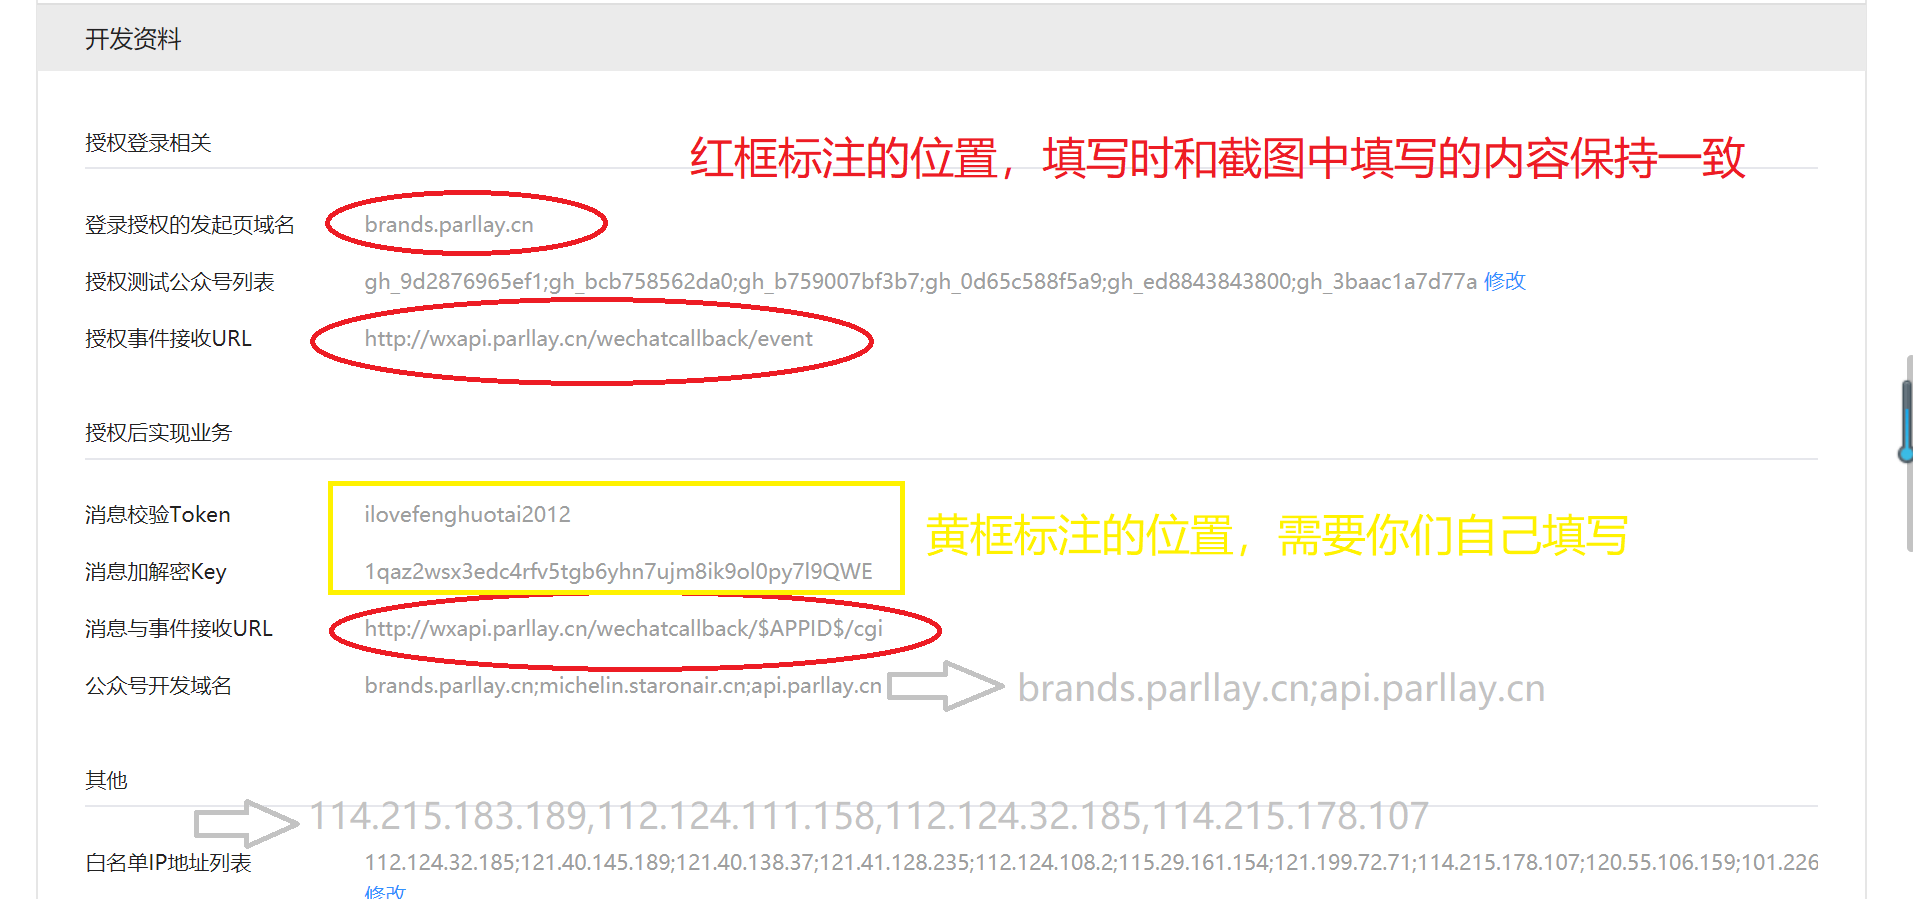 开发资料
授权登录相关
红框标注的位置，填写时和截图中填写的内容保持一致
登录授权的发起页域名 brands.parllay.cn
授权测试公众号列表 gh_9d2876965ef1;gh_bcb758562da0;gh_b759007bf3b7;gh_0d65c588f5a9;gh_ed8843843800;gh_3baac1a7d77a 修改
授权事件接收URL http://wxapi.parllay.cn/wechatcallback/event
授权后实现业务
消息校验Token ilovefenghuotai2012
黄框标注的位置，需要你们自己填写
消息加解密Key 1qaz2wsx3edc4rfv5tgb6yhn7ujm8ik9ol0py7l9QWE
消息与事件接收URL http://wxapi.parllay.cn/wechatcallback/$APPID$/cgi
公众号开发域名 brands.parllay.cn;michelin.staronair.cn;api.parllay.cn brands.parllay.cn;api.parllay.cn
其他
114.215.183.189,112.124.111.158,112.124.32.185,114.215.178.107
白名单IP地址列表 112.124.32.185;121.40.145.189;121.40.138.37;121.41.128.235;112.124.108.2;115.29.161.154;121.199.72.71;114.215.178.107;120.55.106.159;101.226
修改